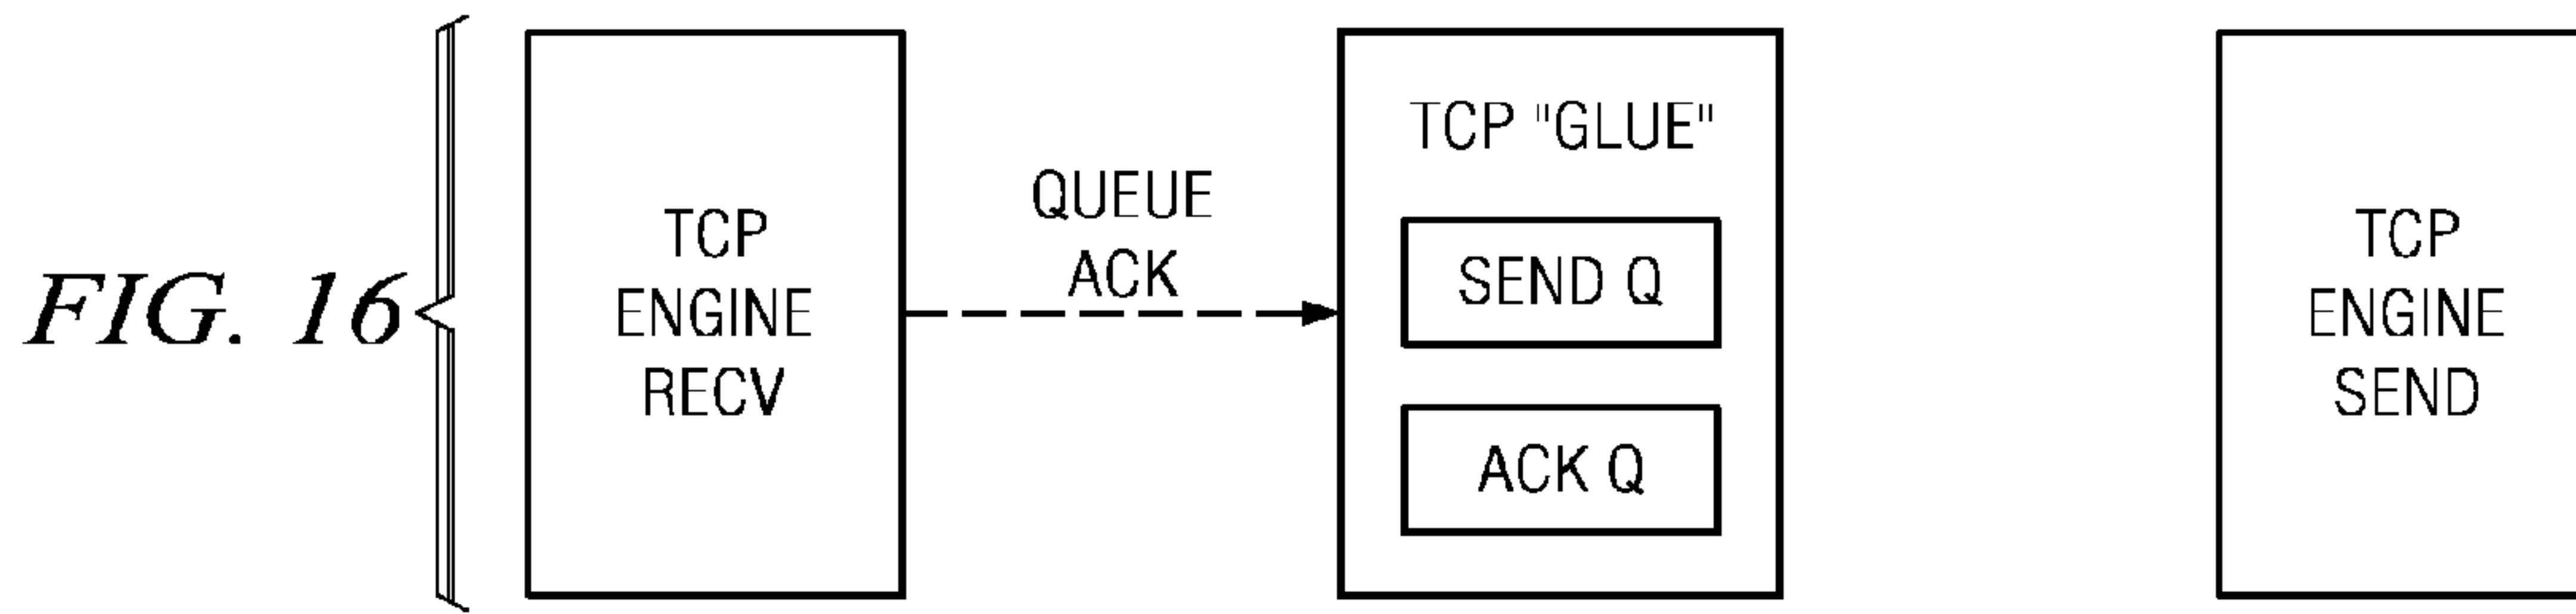 FIG. 16
TCP
ENGINE
RECV
QUEUE
ACK
TCP "GLUE"
SEND Q
ACK Q
TCP
ENGINE
SEND